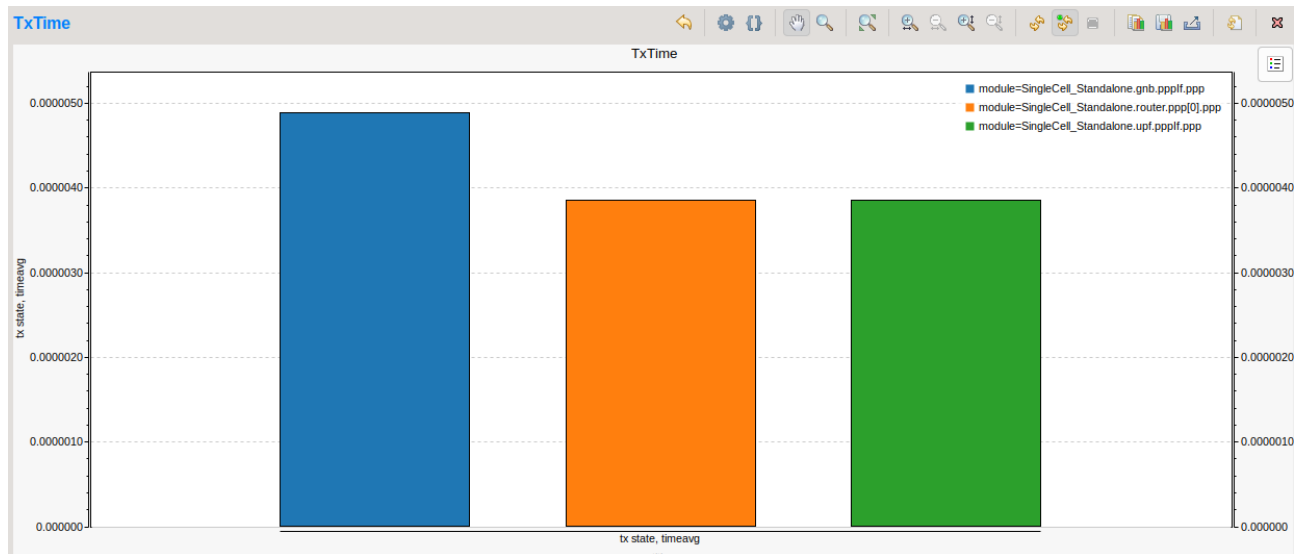 TxTime
TxTime
module=SingleCell_Standalone.gnb.pppIf.ppp
module=SingleCell_Standalone.router.ppp[0].ppp
module=SingleCell_Standalone.upf.pppIf.ppp
0.0000050
0.0000050
0.0000040
0.0000040
0.0000030
0.0000030
0.0000020
0.0000020
0.0000010
0.0000010
0.000000
0.000000
tx state, timeavg
tx state, timeavg